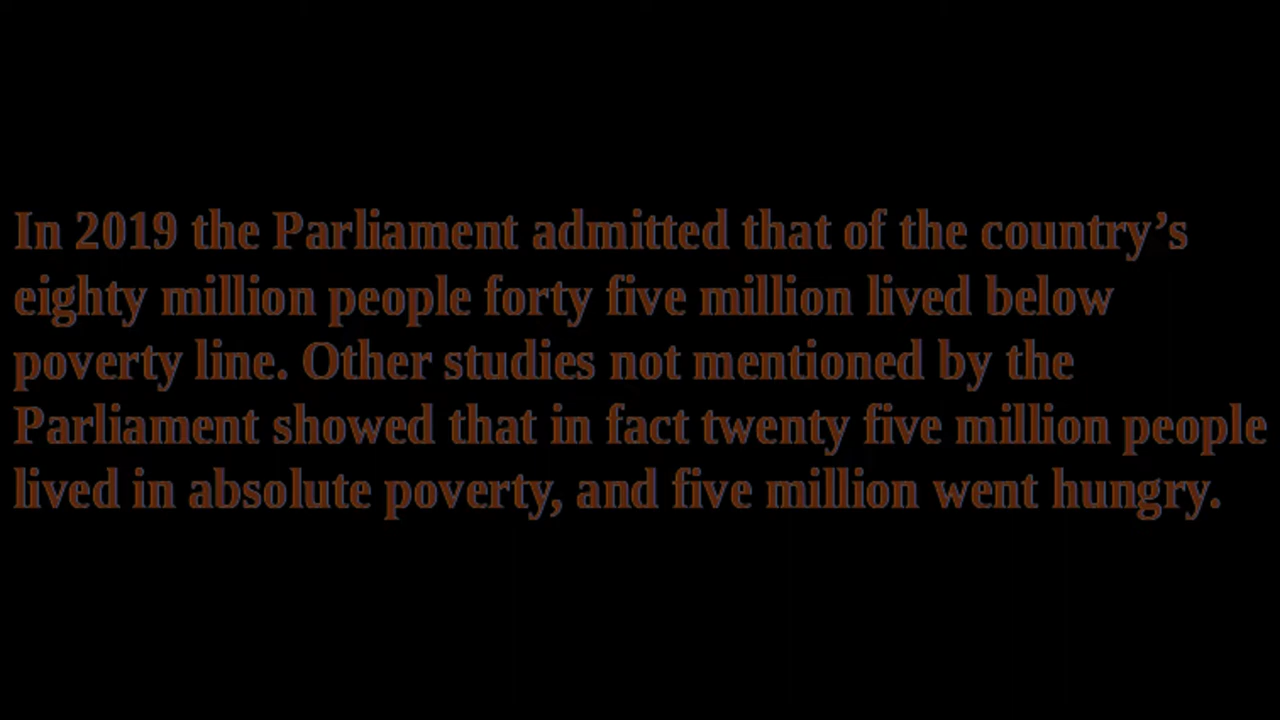 In 2019 the Parliament admitted that of the country’s
eighty million people forty five million lived below
poverty line. Other studies not mentioned by the
Parliament showed that in fact twenty five million people
lived in absolute poverty, and five million went hungry.